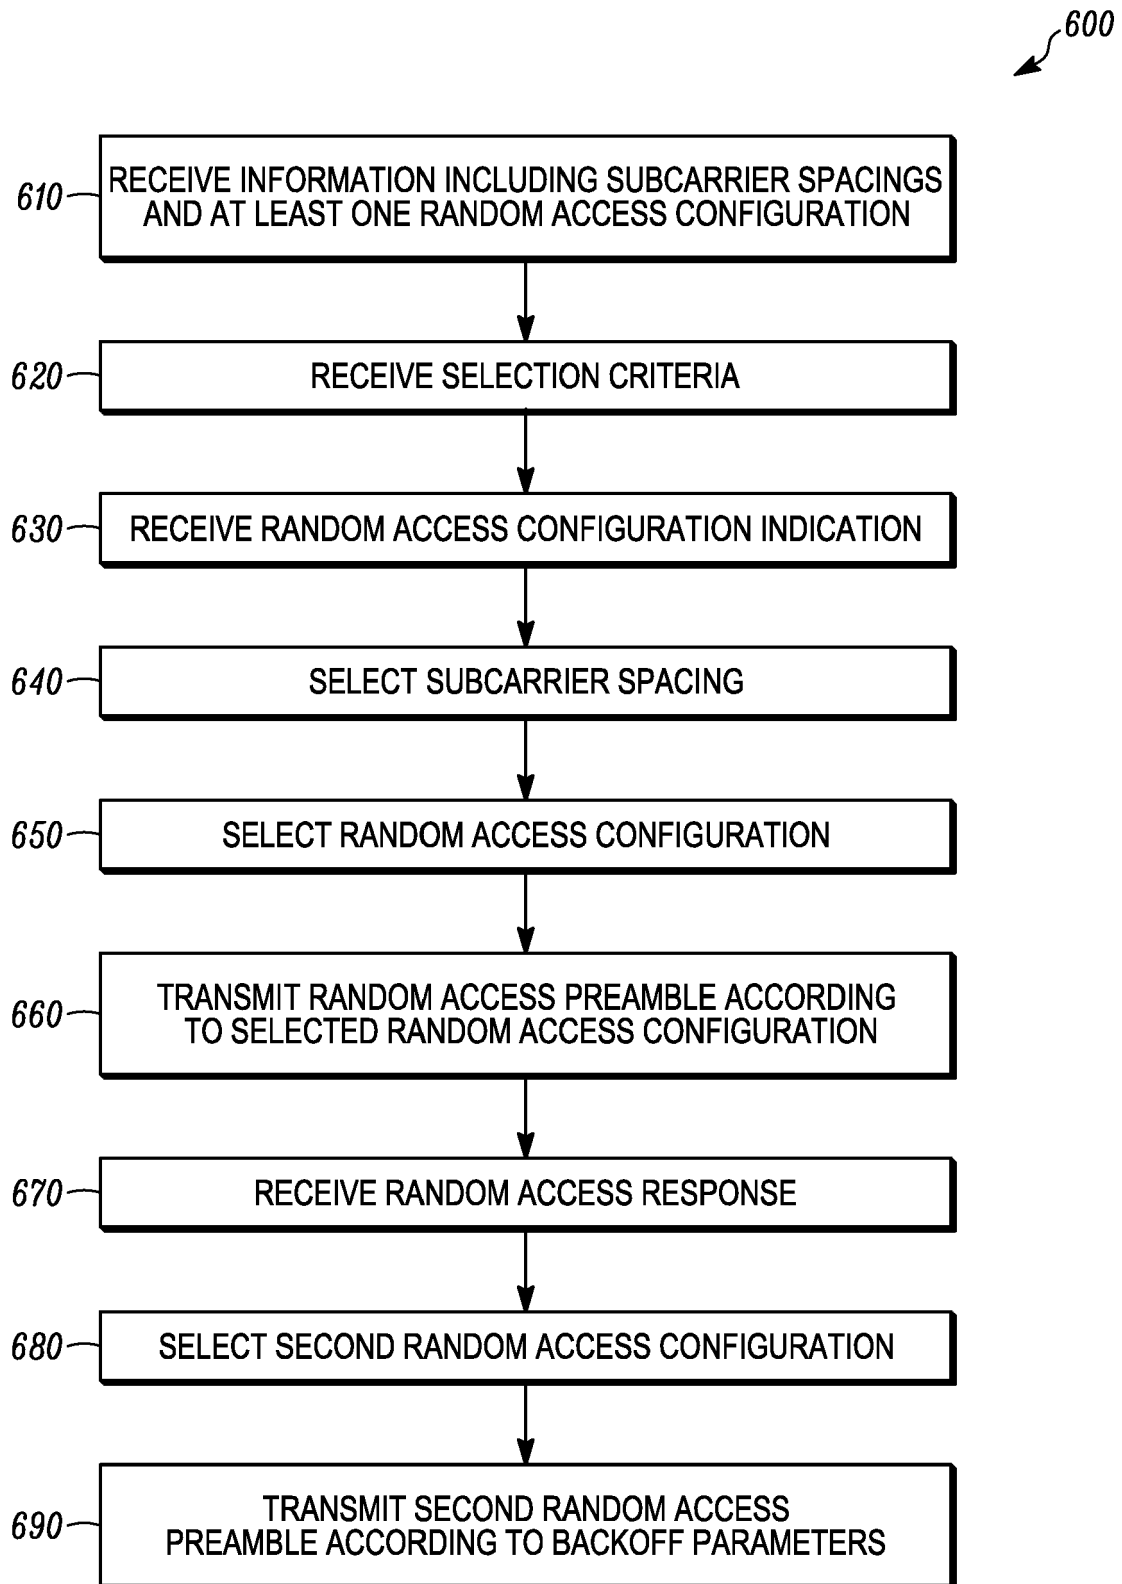 600
610
RECEIVE INFORMATION INCLUDING SUBCARRIER SPACINGS
AND AT LEAST ONE RANDOM ACCESS CONFIGURATION
620
RECEIVE SELECTION CRITERIA
630
RECEIVE RANDOM ACCESS CONFIGURATION INDICATION
640
SELECT SUBCARRIER SPACING
650
SELECT RANDOM ACCESS CONFIGURATION
660
TRANSMIT RANDOM ACCESS PREAMBLE ACCORDING
TO SELECTED RANDOM ACCESS CONFIGURATION
670
RECEIVE RANDOM ACCESS RESPONSE
680
SELECT SECOND RANDOM ACCESS CONFIGURATION
690
TRANSMIT SECOND RANDOM ACCESS
PREAMBLE ACCORDING TO BACKOFF PARAMETERS